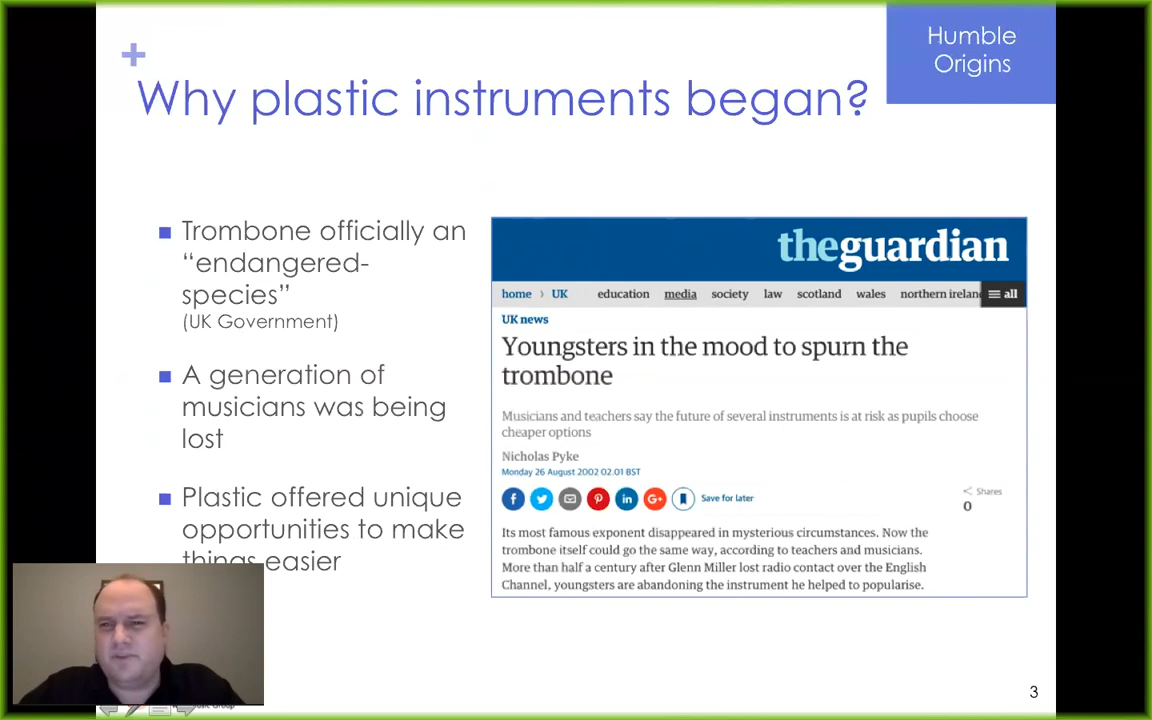 Humble
Origins
+
Why plastic instruments began?
Trombone officially an
“endangered-
species”
(UK Government)
A generation of
musicians was being
lost
Plastic offered unique
opportunities to make
things easier
theguardian
home › UK education media society law scotland wales northern irelan ≡ all
UK news
Youngsters in the mood to spurn the
trombone
Musicians and teachers say the future of several instruments is at risk as pupils choose
cheaper options
Nicholas Pyke
Monday 26 August 2002 02.01 BST
f in G+ Save for later
Shares
0
Its most famous exponent disappeared in mysterious circumstances. Now the
trombone itself could go the same way, according to teachers and musicians.
More than half a century after Glenn Miller lost radio contact over the English
Channel, youngsters are abandoning the instrument he helped to popularise.
Group
3